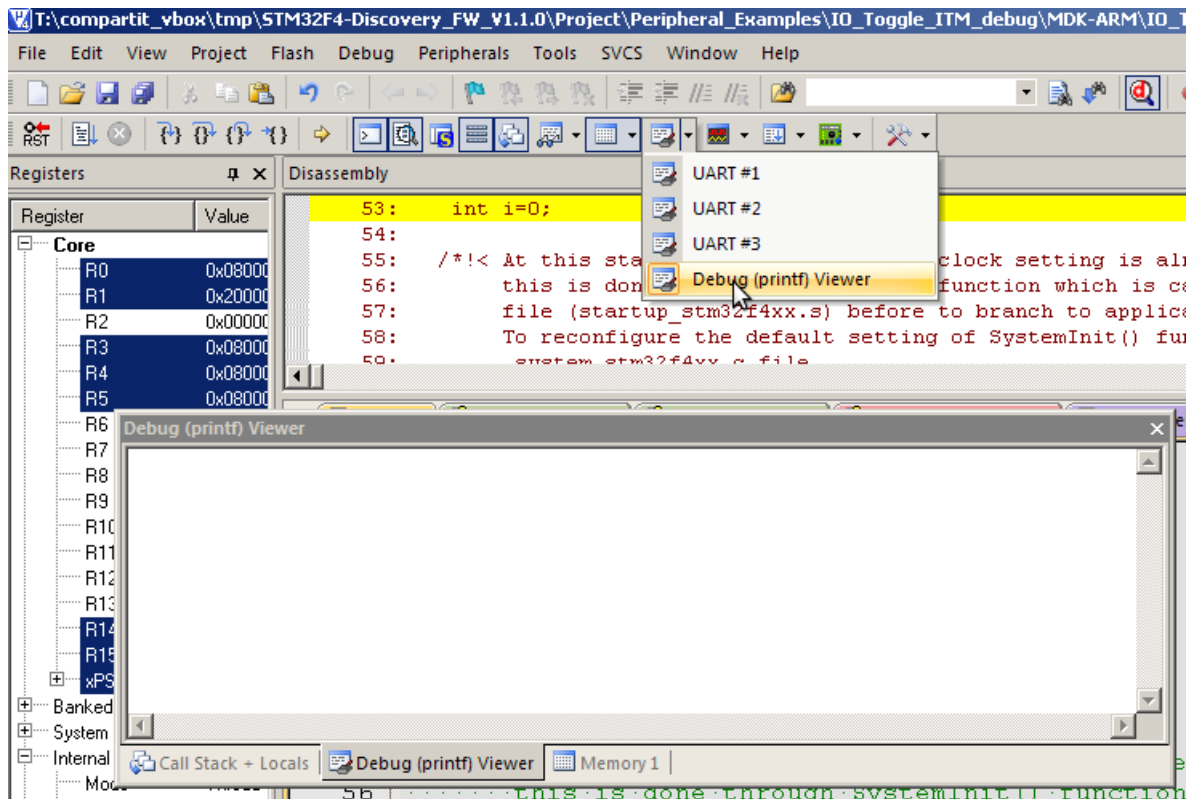 T:\compartit_vbox\tmp\STM32F4-Discovery_FW_V1.1.0\Project\Peripheral_Examples\IO_Toggle_ITM_debug\MDK-ARM\IO_T
File Edit View Project Flash Debug Peripherals Tools SVCS Window Help
RST
Registers
Disassembly
UART #1
UART #2
UART #3
Debug (printf) Viewer
Register Value
Core
R0 0x08000
R1 0x20000
R2 0x00000
R3 0x08000
R4 0x08000
R5 0x08000
R6
R7
R8
R9
R10
R11
R12
R13
R14
R15
xPS
Banked
System
Internal
53: int i=0;
54:
55: /*!< At this sta clock setting is alr
56: this is don function which is ca
57: file (startup_stm32f4xx.s) before to branch to applica
58: To reconfigure the default setting of SystemInit() fun
59: system_stm32f4xx.c file
Debug (printf) Viewer
Call Stack + Locals Debug (printf) Viewer Memory 1
56 this is done through SystemInit() function